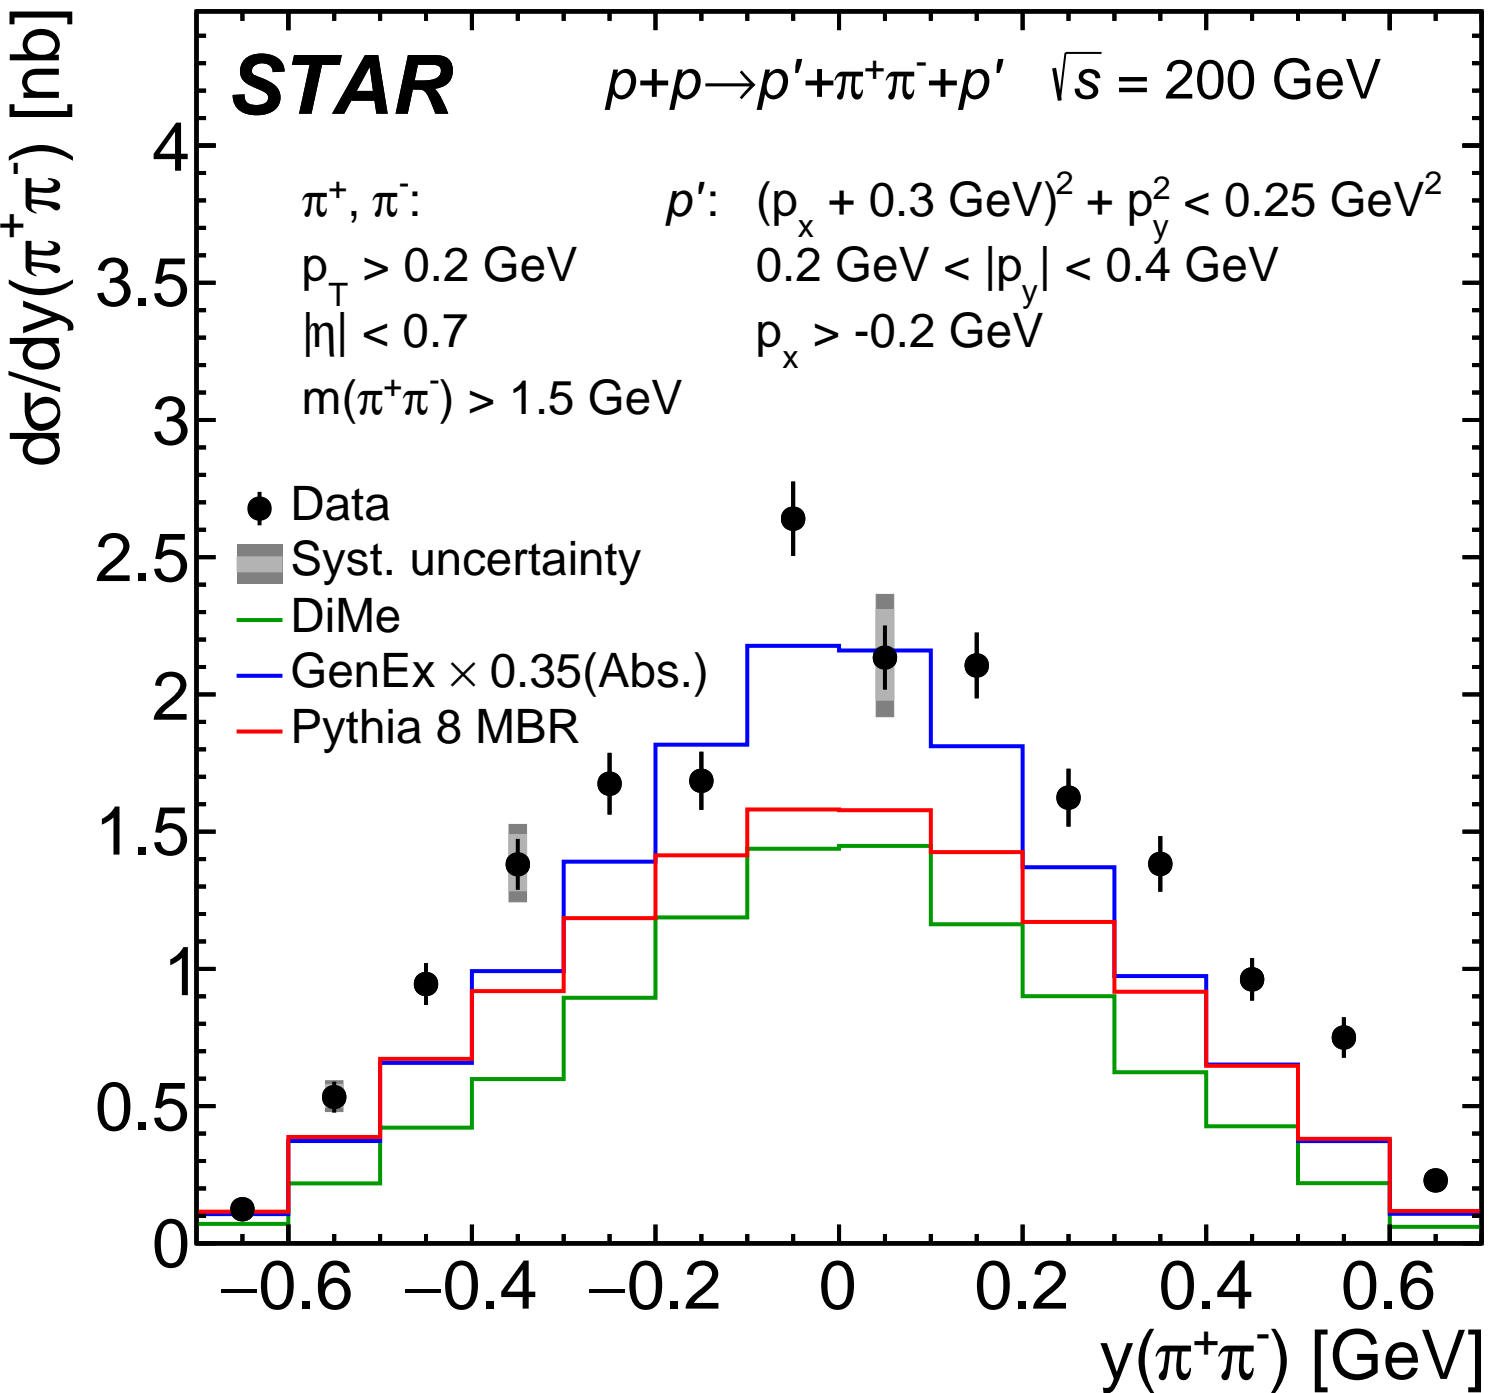 STAR p+p→p′+π⁺π⁻+p′ √s = 200 GeV
π⁺, π⁻: p′: (pₓ + 0.3 GeV)² + p_y² < 0.25 GeV²
p_T > 0.2 GeV 0.2 GeV < |p_y| < 0.4 GeV
|η| < 0.7 pₓ > -0.2 GeV
m(π⁺π⁻) > 1.5 GeV
Data
Syst. uncertainty
DiMe
GenEx × 0.35(Abs.)
Pythia 8 MBR
dσ/dy(π⁺π⁻) [nb]
4
3.5
3
2.5
2
1.5
1
0.5
0
−0.6 −0.4 −0.2 0 0.2 0.4 0.6
y(π⁺π⁻) [GeV]